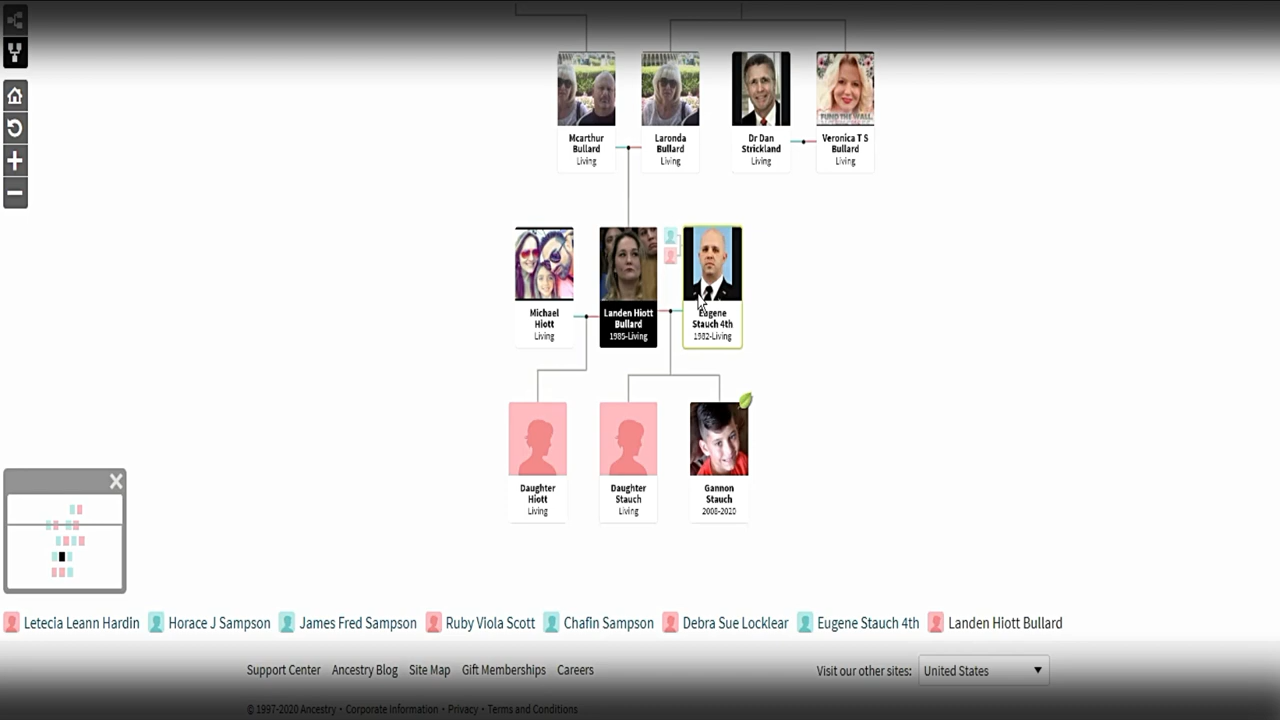 Mcarthur
Bullard
Living
Laronda
Bullard
Living
Dr Dan
Strickland
Living
FUND THE WALL
Veronica T S
Bullard
Living
Michael
Hiott
Living
Landen Hiott
Bullard
1985-Living
Eugene
Stauch 4th
1982-Living
Daughter
Hiott
Living
Daughter
Stauch
Living
Gannon
Stauch
2008-2020
Letecia Leann Hardin Horace J Sampson James Fred Sampson Ruby Viola Scott Chafin Sampson Debra Sue Locklear Eugene Stauch 4th Landen Hiott Bullard
Support Center Ancestry Blog Site Map Gift Memberships Careers Visit our other sites: United States
© 1997-2020 Ancestry • Corporate Information • Privacy • Terms and Conditions